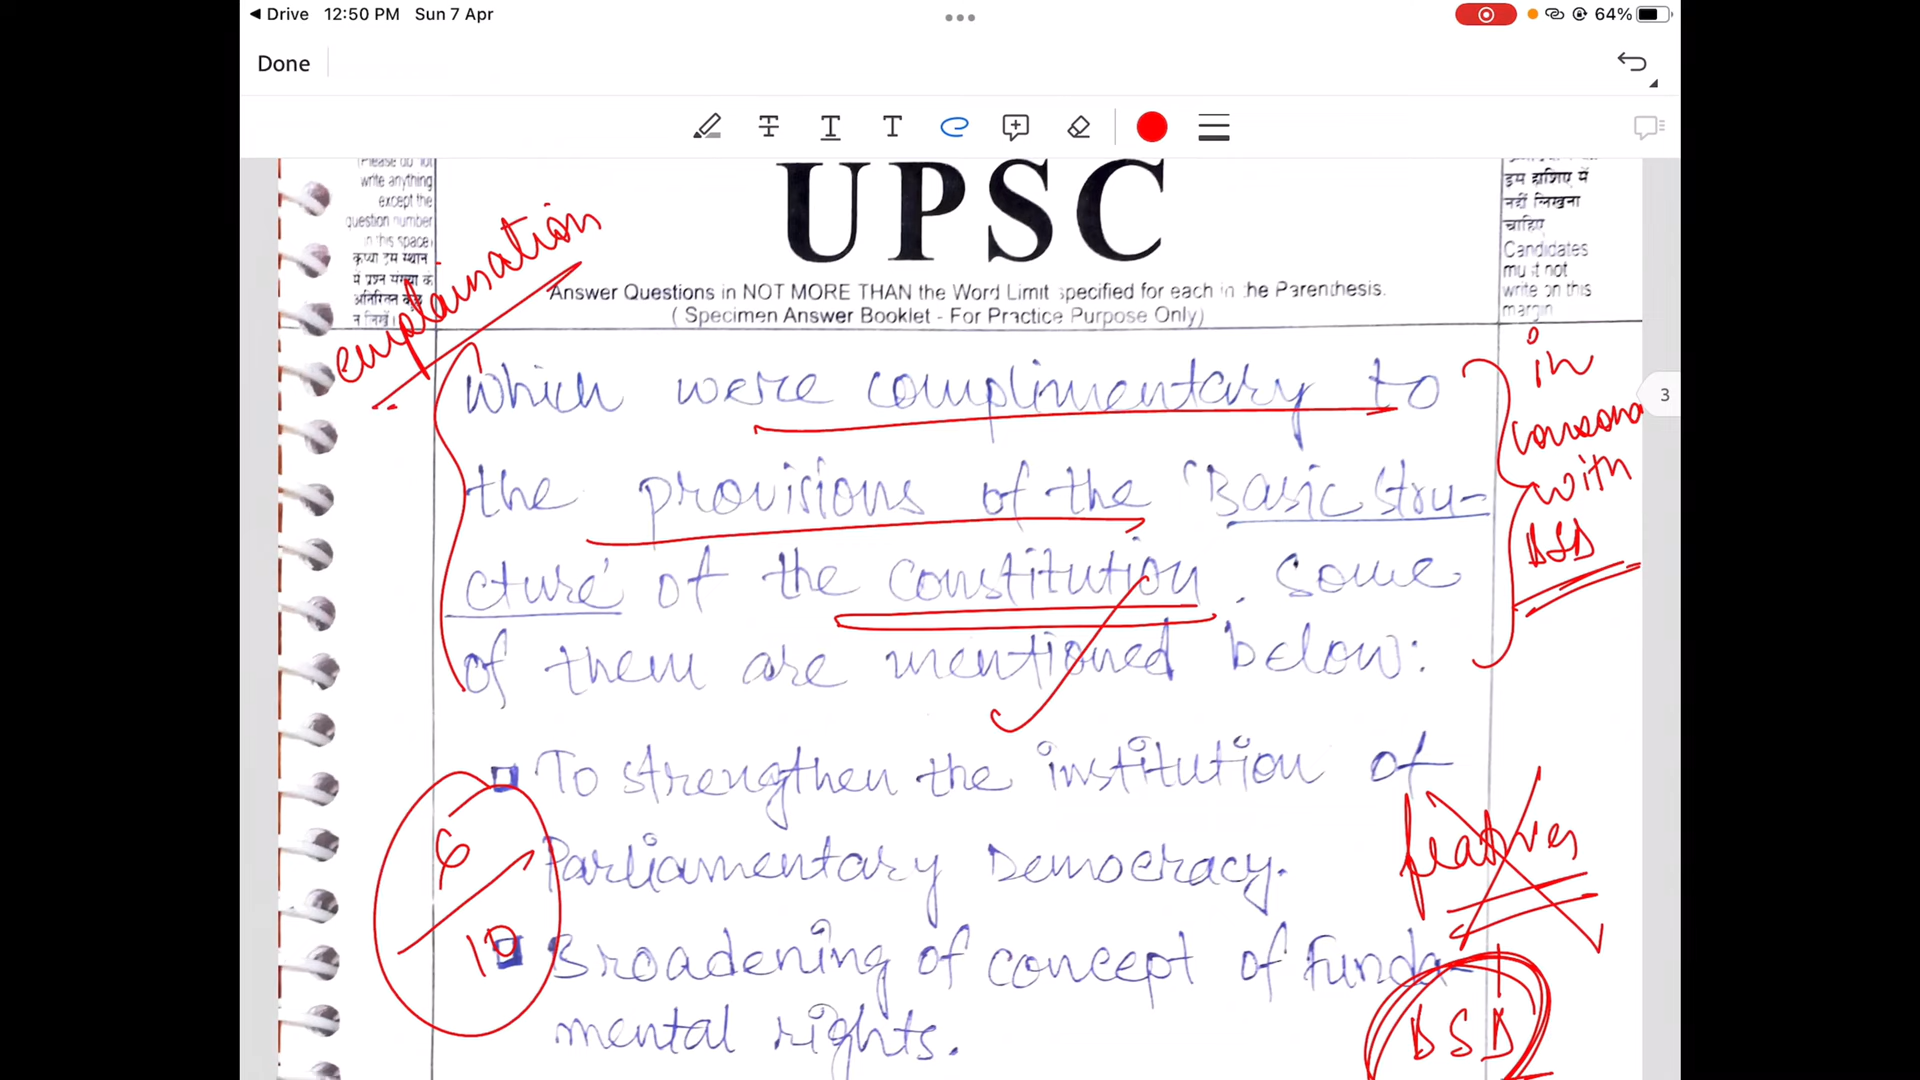 Drive 12:50 PM Sun 7 Apr
64%
Done
UPSC
(Please do not
write anything
except the
question number
in this space)
कृप्या इस स्थान
में प्रश्न संख्या के
अतिरिक्त कुछ
न लिखें।
इस हाशिए में
नहीं लिखना
चाहिए
Candidates
must not
write on this
margin
Answer Questions in NOT MORE THAN the Word Limit specified for each in the Parenthesis.
( Specimen Answer Booklet - For Practice Purpose Only)
explaination
which were complimentary to
the provisions of the 'Basic Stru-
cture' of the constitution. Some
of them are mentioned below:
in
with
BSD
3
To strengthen the institution of
Parliamentary Democracy.
Broadening of concept of Funda-
mental rights.
6
10
features
BSD